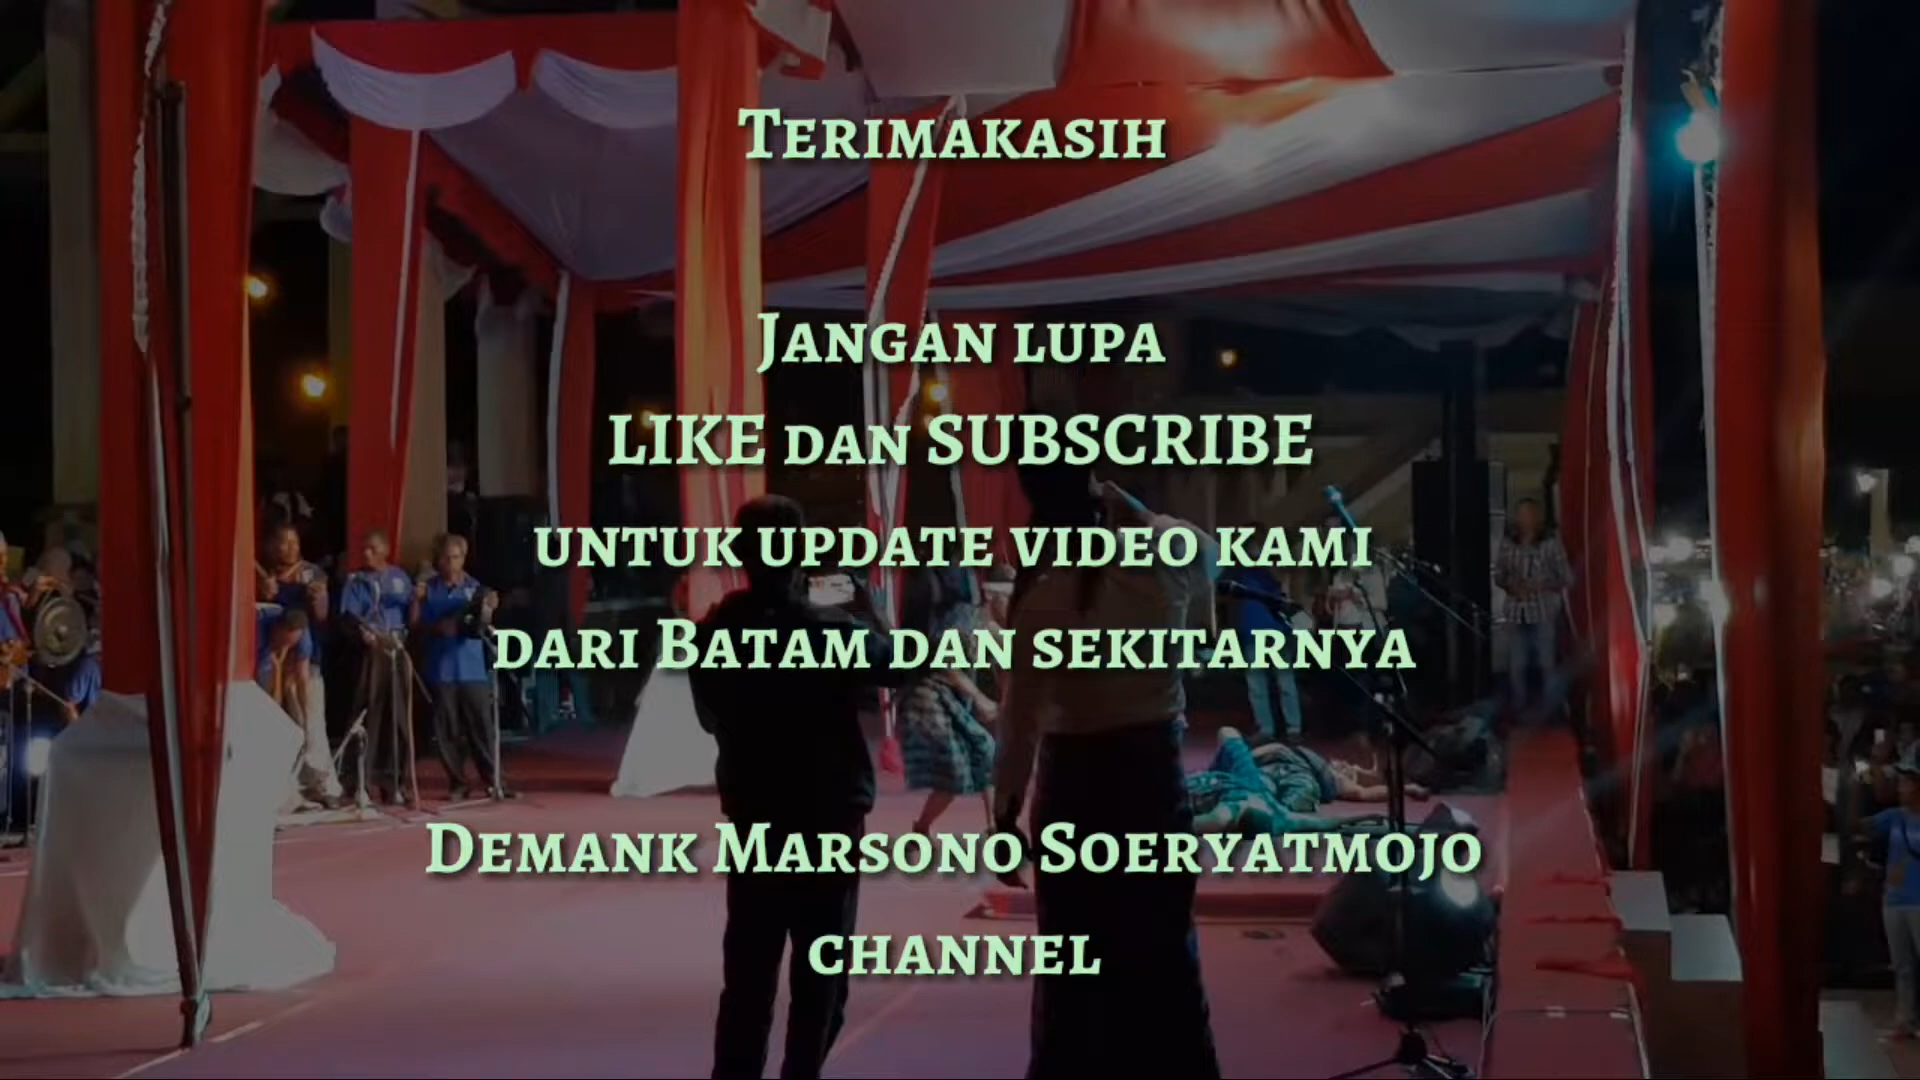 Terimakasih
Jangan lupa
LIKE dan SUBSCRIBE
untuk update video kami
dari Batam dan sekitarnya
Demank Marsono Soeryatmojo
channel